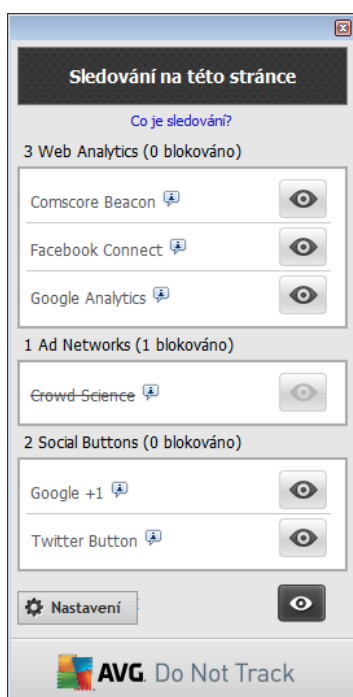 Sledování na této stránce
Co je sledování?
3 Web Analytics (0 blokováno)
Comscore Beacon
Facebook Connect
Google Analytics
1 Ad Networks (1 blokováno)
Crowd Science
2 Social Buttons (0 blokováno)
Google +1
Twitter Button
Nastavení
AVG. Do Not Track